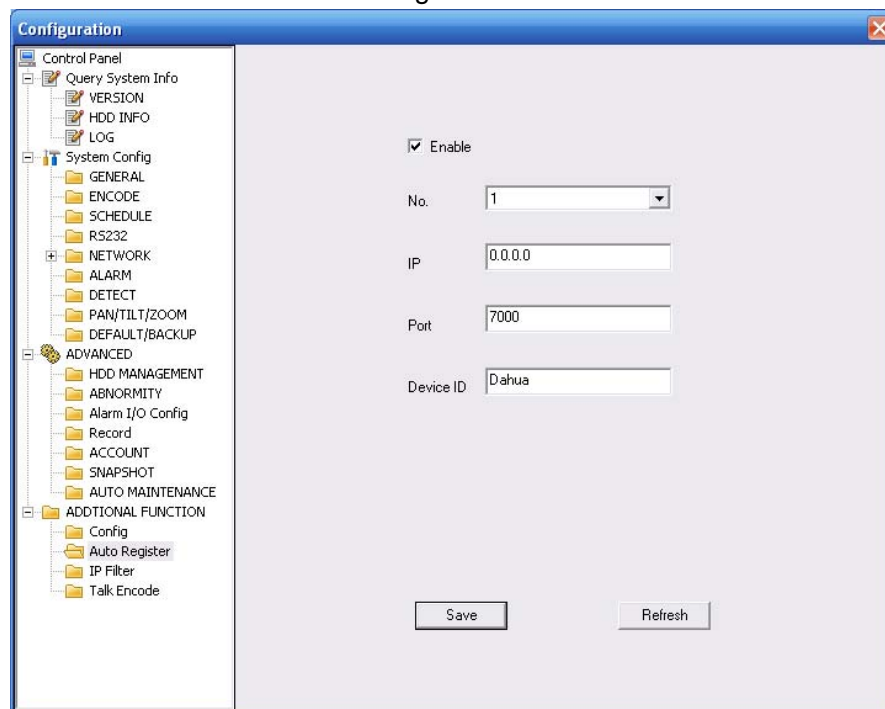 Configuration
Control Panel
Query System Info
VERSION
HDD INFO
LOG
System Config
GENERAL
ENCODE
SCHEDULE
RS232
NETWORK
ALARM
DETECT
PAN/TILT/ZOOM
DEFAULT/BACKUP
ADVANCED
HDD MANAGEMENT
ABNORMITY
Alarm I/O Config
Record
ACCOUNT
SNAPSHOT
AUTO MAINTENANCE
ADDTIONAL FUNCTION
Config
Auto Register
IP Filter
Talk Encode
Enable
No. 1
IP 0.0.0.0
Port 7000
Device ID Dahua
Save Refresh